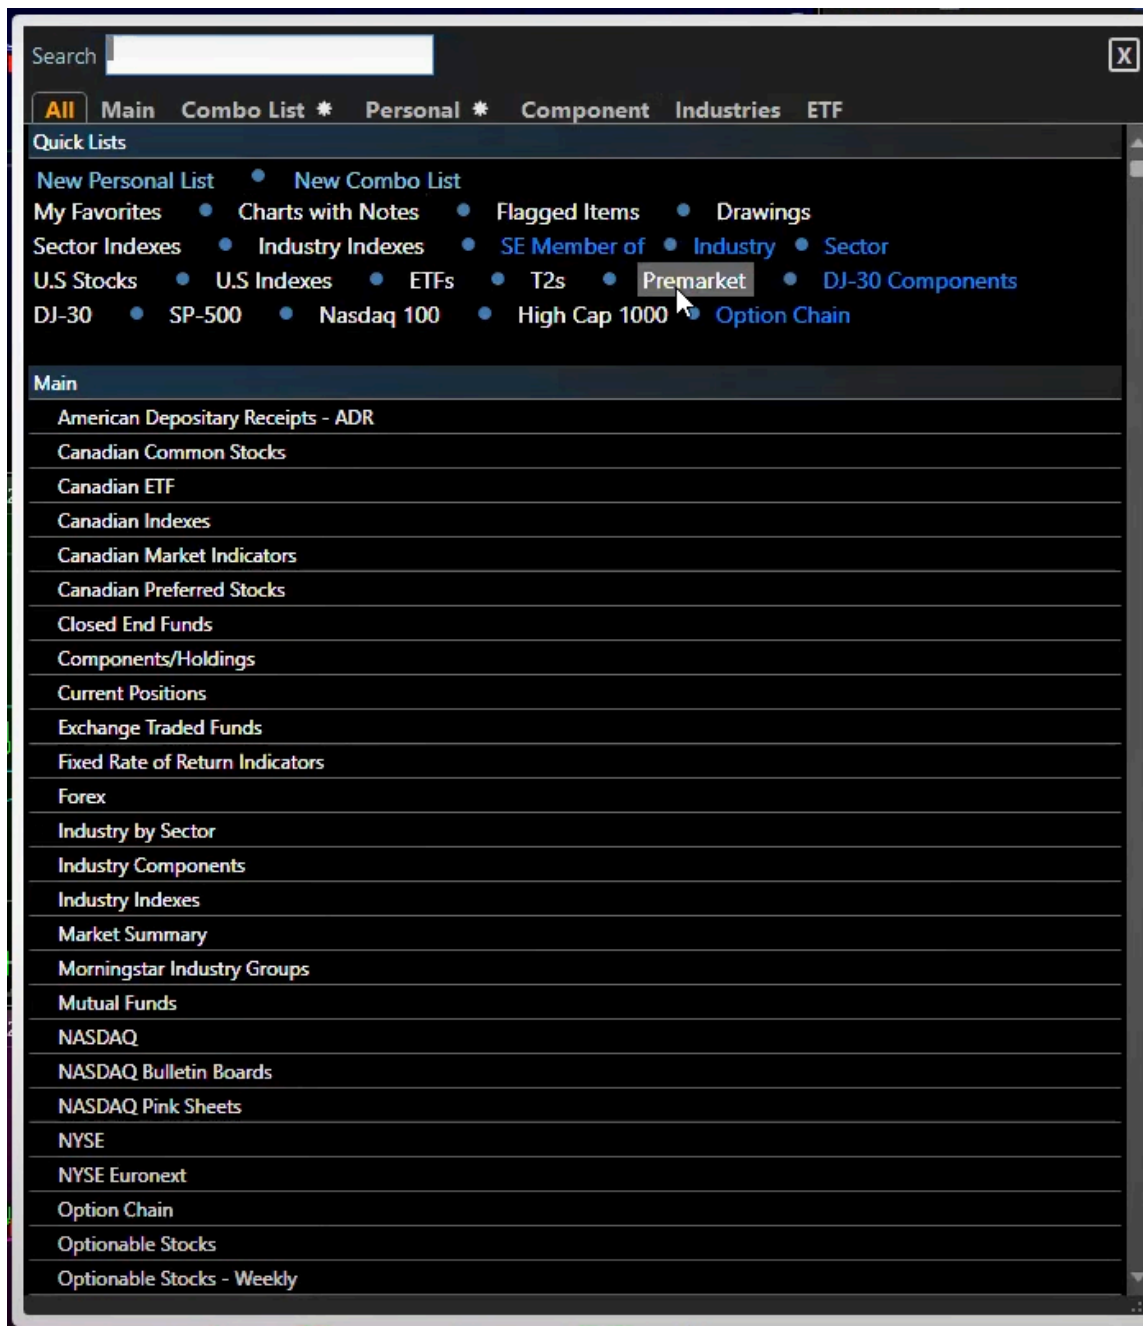 Search X
All Main Combo List * Personal * Component Industries ETF
Quick Lists
New Personal List • New Combo List
My Favorites • Charts with Notes • Flagged Items • Drawings
Sector Indexes • Industry Indexes • SE Member of • Industry • Sector
U.S Stocks • U.S Indexes • ETFs • T2s • Premarket • DJ-30 Components
DJ-30 • SP-500 • Nasdaq 100 • High Cap 1000 • Option Chain
Main
American Depositary Receipts - ADR
Canadian Common Stocks
Canadian ETF
Canadian Indexes
Canadian Market Indicators
Canadian Preferred Stocks
Closed End Funds
Components/Holdings
Current Positions
Exchange Traded Funds
Fixed Rate of Return Indicators
Forex
Industry by Sector
Industry Components
Industry Indexes
Market Summary
Morningstar Industry Groups
Mutual Funds
NASDAQ
NASDAQ Bulletin Boards
NASDAQ Pink Sheets
NYSE
NYSE Euronext
Option Chain
Optionable Stocks
Optionable Stocks - Weekly